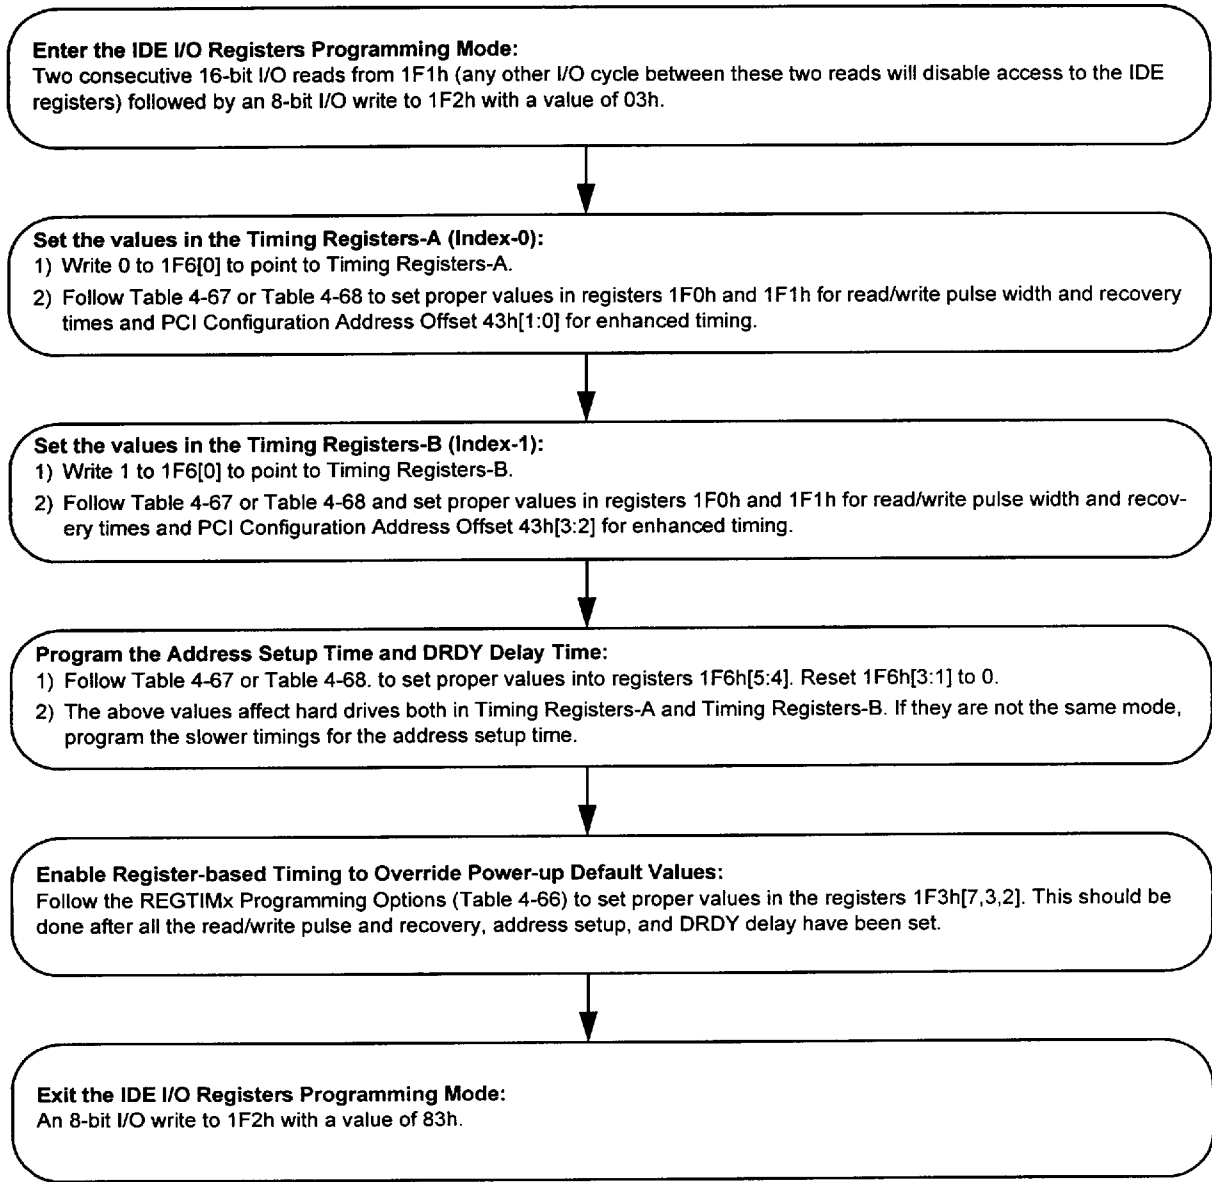 Enter the IDE I/O Registers Programming Mode:
Two consecutive 16-bit I/O reads from 1F1h (any other I/O cycle between these two reads will disable access to the IDE
registers) followed by an 8-bit I/O write to 1F2h with a value of 03h.
Set the values in the Timing Registers-A (Index-0):
1) Write 0 to 1F6[0] to point to Timing Registers-A.
2) Follow Table 4-67 or Table 4-68 to set proper values in registers 1F0h and 1F1h for read/write pulse width and recovery
times and PCI Configuration Address Offset 43h[1:0] for enhanced timing.
Set the values in the Timing Registers-B (Index-1):
1) Write 1 to 1F6[0] to point to Timing Registers-B.
2) Follow Table 4-67 or Table 4-68 and set proper values in registers 1F0h and 1F1h for read/write pulse width and recov-
ery times and PCI Configuration Address Offset 43h[3:2] for enhanced timing.
Program the Address Setup Time and DRDY Delay Time:
1) Follow Table 4-67 or Table 4-68. to set proper values into registers 1F6h[5:4]. Reset 1F6h[3:1] to 0.
2) The above values affect hard drives both in Timing Registers-A and Timing Registers-B. If they are not the same mode,
program the slower timings for the address setup time.
Enable Register-based Timing to Override Power-up Default Values:
Follow the REGTIMx Programming Options (Table 4-66) to set proper values in the registers 1F3h[7,3,2]. This should be
done after all the read/write pulse and recovery, address setup, and DRDY delay have been set.
Exit the IDE I/O Registers Programming Mode:
An 8-bit I/O write to 1F2h with a value of 83h.